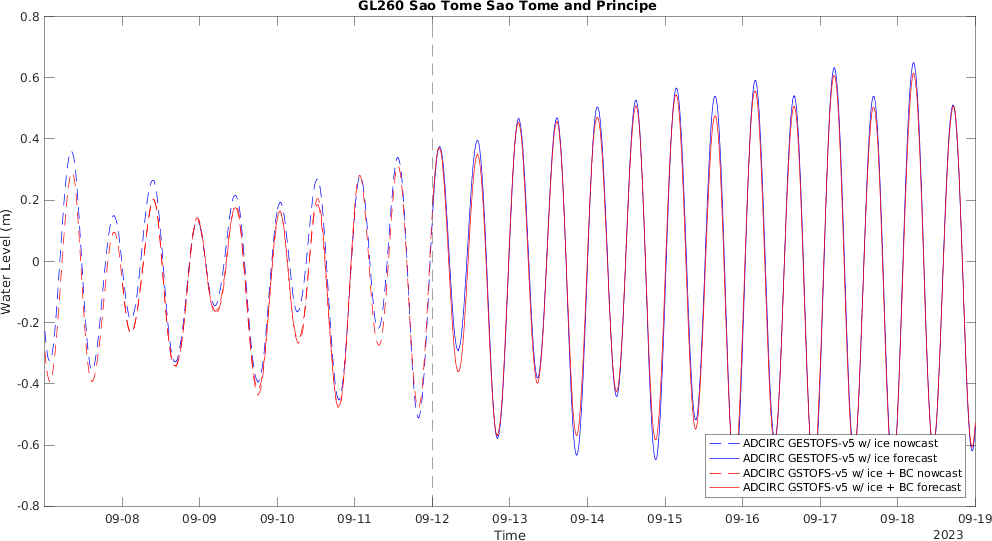 GL260 Sao Tome Sao Tome and Principe
Water Level (m)
0.8
0.6
0.4
0.2
0
-0.2
-0.4
-0.6
-0.8
ADCIRC GESTOFS-v5 w/ ice nowcast
ADCIRC GESTOFS-v5 w/ ice forecast
ADCIRC GSTOFS-v5 w/ ice + BC nowcast
ADCIRC GSTOFS-v5 w/ ice + BC forecast
09-08 09-09 09-10 09-11 09-12 09-13 09-14 09-15 09-16 09-17 09-18 09-19
Time
2023